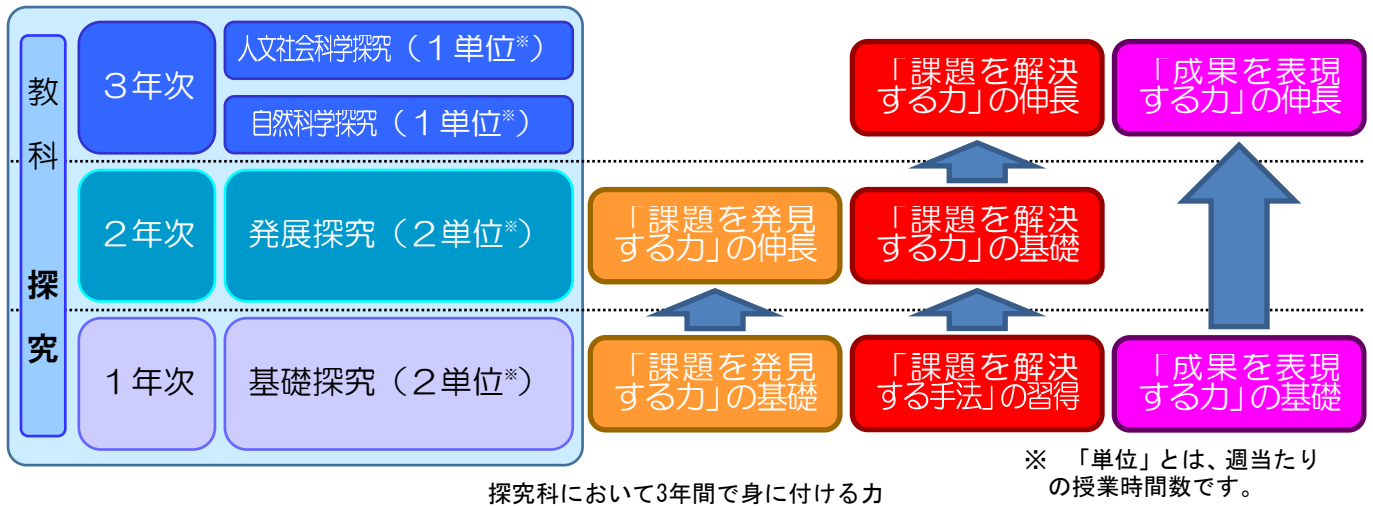 教科 探究
３年次
人文社会科学探究（１単位※）
自然科学探究（１単位※）
「課題を解決
する力」の伸長
「成果を表現
する力」の伸長
２年次
発展探究（２単位※）
「課題を発見
する力」の伸長
「課題を解決
する力」の基礎
１年次
基礎探究（２単位※）
「課題を発見
する力」の基礎
「課題を解決
する手法」の習得
「成果を表現
する力」の基礎
※　「単位」とは、週当たり
の授業時間数です。
探究科において3年間で身に付ける力